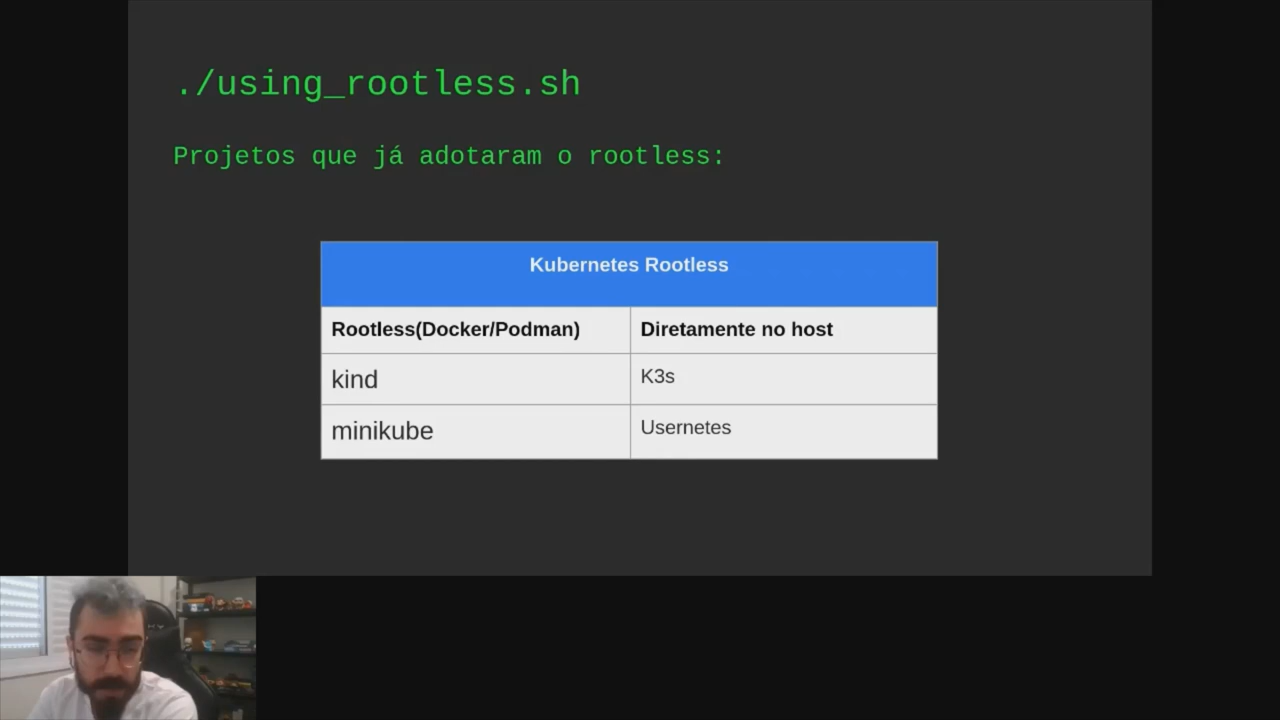 ./using_rootless.sh
Projetos que já adotaram o rootless:
Kubernetes Rootless
Rootless(Docker/Podman) Diretamente no host
kind K3s
minikube Usernetes